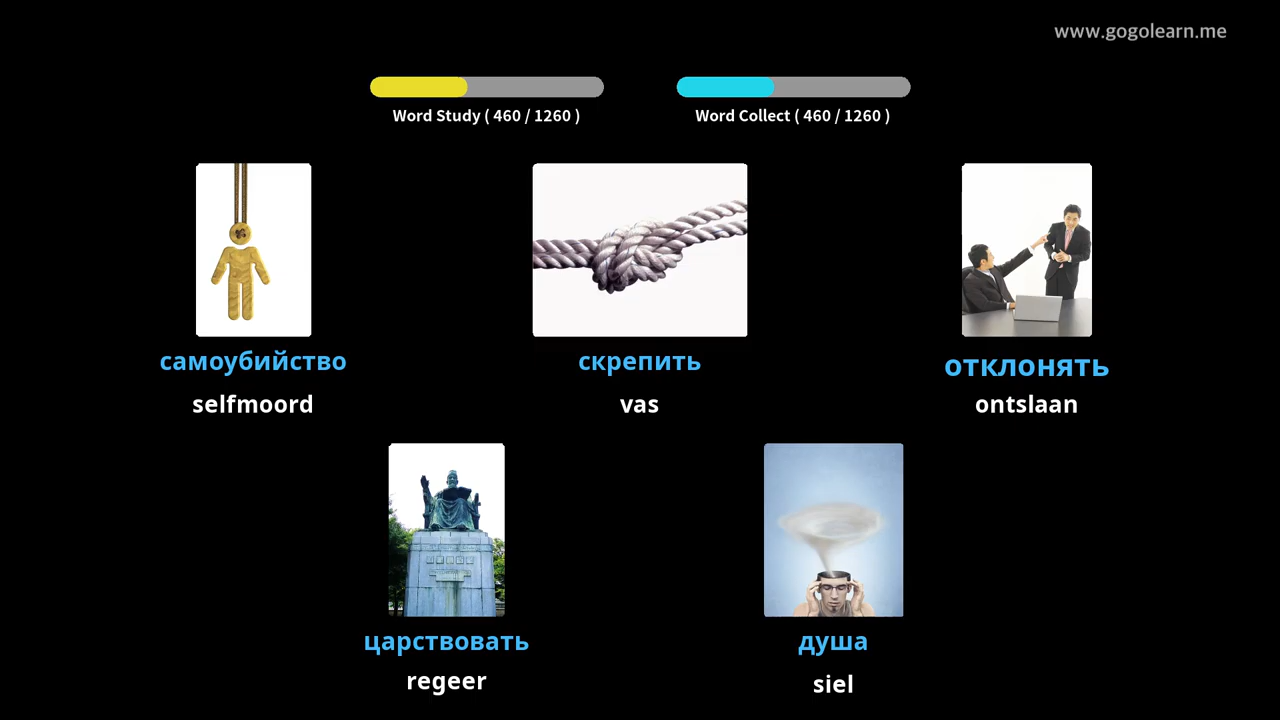 www.gogolearn.me
Word Study ( 460 / 1260 )
Word Collect ( 460 / 1260 )
самоубийство
selfmoord
скрепить
vas
отклонять
ontslaan
царствовать
regeer
душа
siel